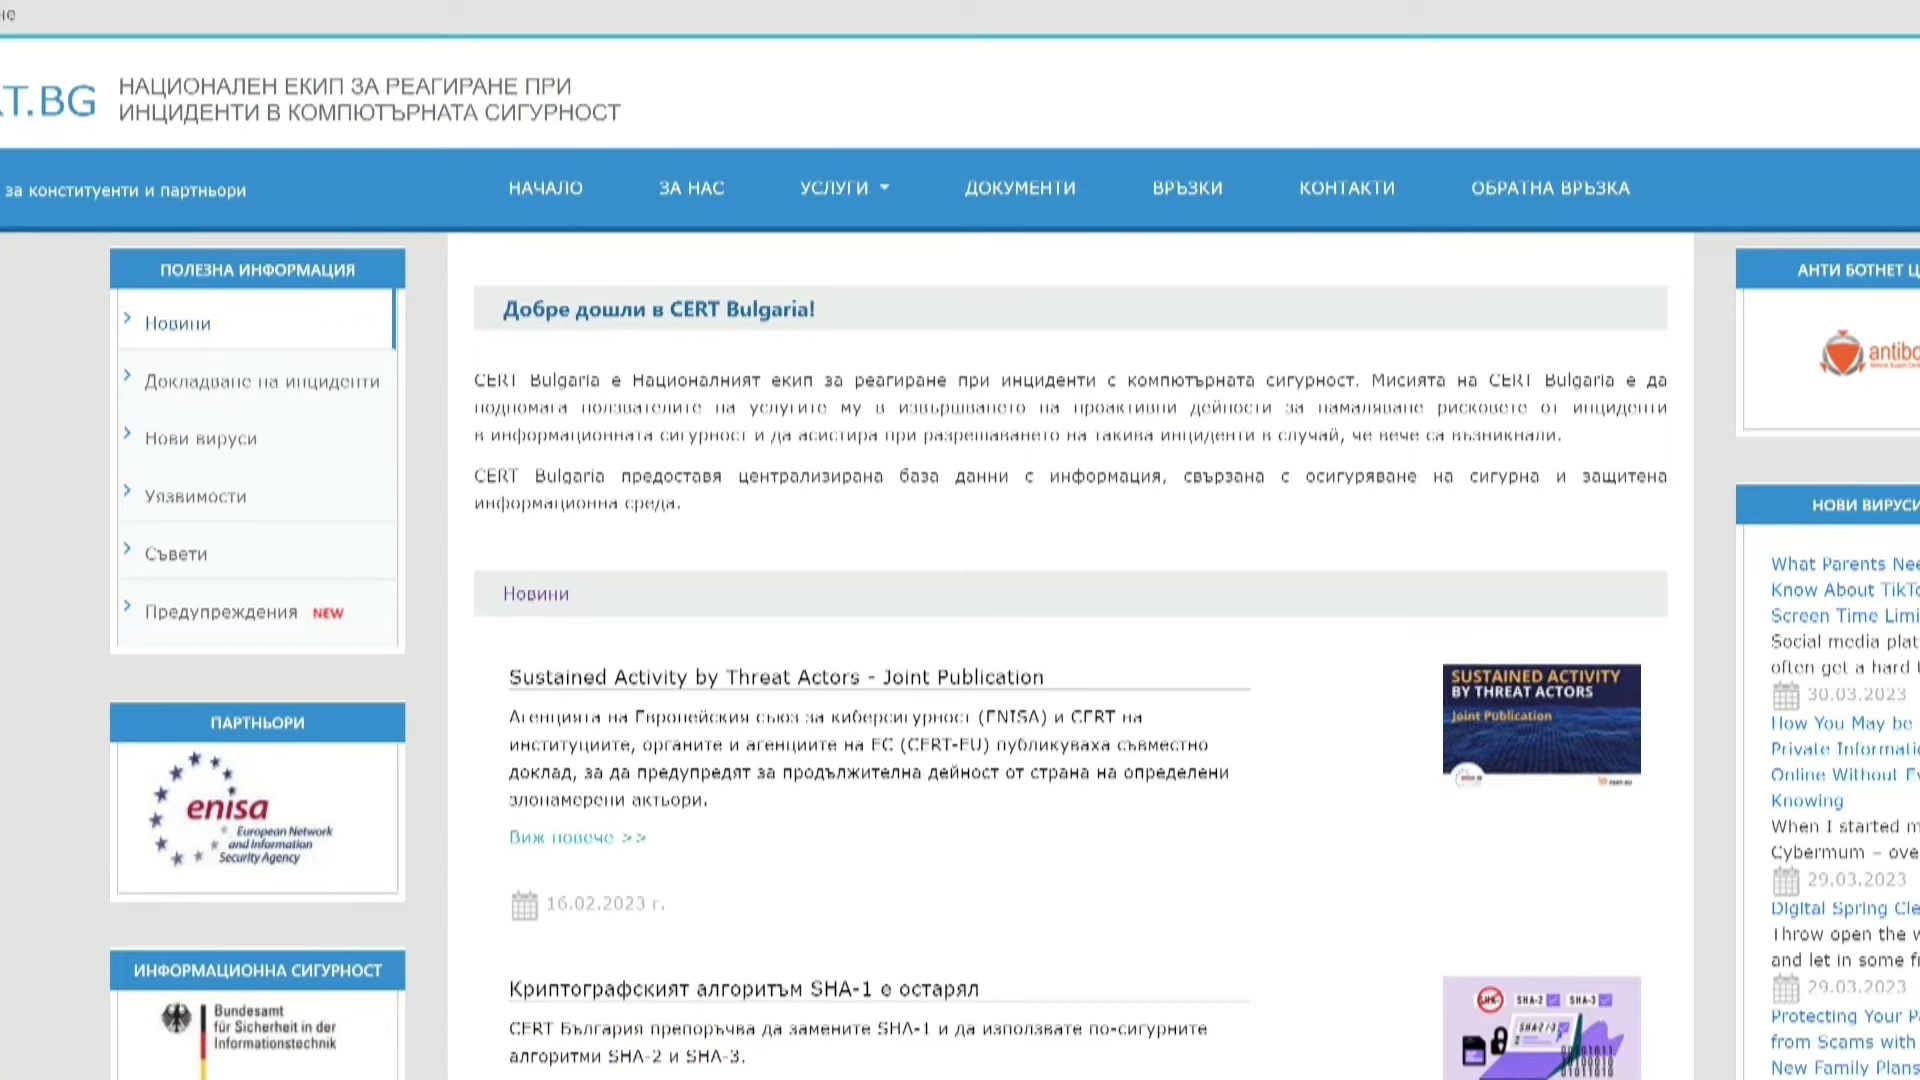 НАЦИОНАЛЕН ЕКИП ЗА РЕАГИРАНЕ ПРИ
T.BG
ИНЦИДЕНТИ В КОМПЮТЪРНАТА СИГУРНОСТ
за конституенти и партньори
НАЧАЛО
ЗА НАС
УСЛУГИ
ДОКУМЕНТИ
ВРЪЗКИ
КОНТАКТИ
ОБРАТНА ВРЪЗКА
ПОЛЕЗНА ИНФОРМАЦИЯ
Новини
Докладване на инциденти
Нови вируси
Уязвимости
Съвети
Предупреждения NEW
ПАРТНЬОРИ
enisa
European Network
and Information
Security Agency
ИНФОРМАЦИОННА СИГУРНОСТ
Bundesamt
für Sicherheit in der
Informationstechnik
Добре дошли в CERT Bulgaria!
CERT Bulgaria е Националният екип за реагиране при инциденти с компютърната сигурност. Мисията на CERT Bulgaria е да
подпомага ползвателите на услугите му в извършването на проактивни дейности за намаляване рисковете от инциденти
в информационната сигурност и да асистира при разрешаването на такива инциденти в случай, че вече са възникнали.
CERT Bulgaria предоставя централизирана база данни с информация, свързана с осигуряване на сигурна и защитена
информационна среда.
Новини
Sustained Activity by Threat Actors - Joint Publication
Агенцията на Европейския съюз за киберсигурност (ENISA) и CERT на
институциите, органите и агенциите на ЕС (CERT-EU) публикуваха съвместно
доклад, за да предупредят за продължителна дейност от страна на определени
злонамерени актьори.
Виж повече >>
16.02.2023 г.
SUSTAINED ACTIVITY
BY THREAT ACTORS
Joint Publication
Криптографският алгоритъм SHA-1 е остарял
CERT България препоръчва да замените SHA-1 и да използвате по-сигурните
алгоритми SHA-2 и SHA-3.
SHA-2 SHA-3
SHA-2/3
АНТИ БОТНЕТ Ц
antibo
НОВИ ВИРУСИ
What Parents Nee
Know About TikTo
Screen Time Limi
Social media plat
often get a hard
30.03.2023
How You May be
Private Informati
Online Without Ev
Knowing
When I started m
Cybermum – ove
29.03.2023
Digital Spring Cle
Throw open the w
and let in some f
29.03.2023
Protecting Your P
from Scams with
New Family Plans